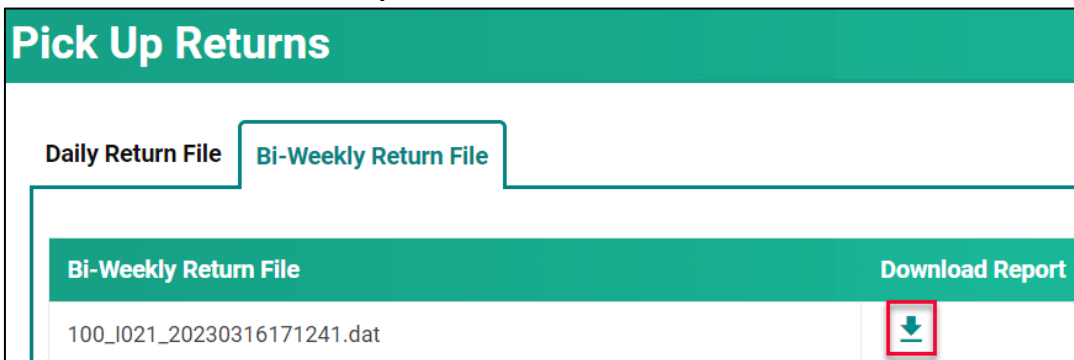 Pick Up Returns
Daily Return File Bi-Weekly Return File
Bi-Weekly Return File Download Report
100_I021_20230316171241.dat